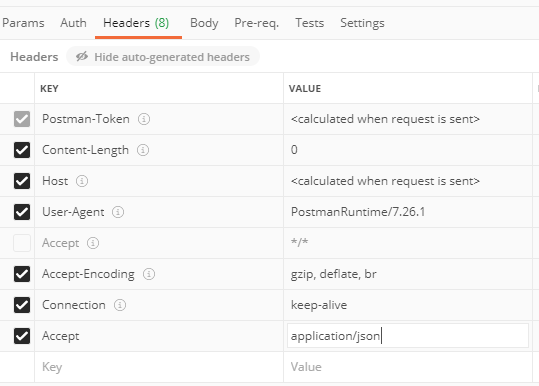 Params Auth Headers (8) Body Pre-req. Tests Settings
Headers Hide auto-generated headers
KEY VALUE
Postman-Token <calculated when request is sent>
Content-Length 0
Host <calculated when request is sent>
User-Agent PostmanRuntime/7.26.1
Accept */*
Accept-Encoding gzip, deflate, br
Connection keep-alive
Accept application/json
Key Value